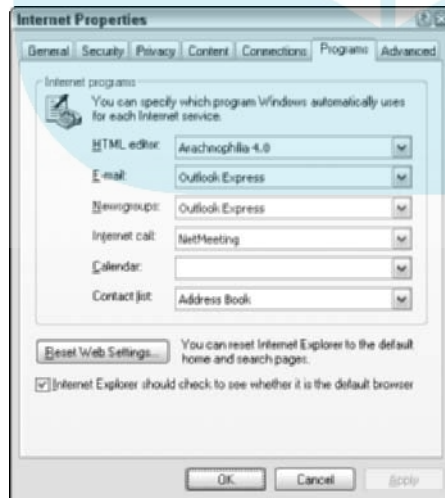 Internet Properties
General Security Privacy Content Connections Programs Advanced
Internet programs
You can specify which program Windows automatically uses
for each Internet service.
HTML editor: Arachnophilia 4.0
E-mail: Outlook Express
Newsgroups: Outlook Express
Internet call: NetMeeting
Calendar:
Contact list: Address Book
Reset Web Settings... You can reset Internet Explorer to the default
home and search pages.
Internet Explorer should check to see whether it is the default browser
OK Cancel Apply